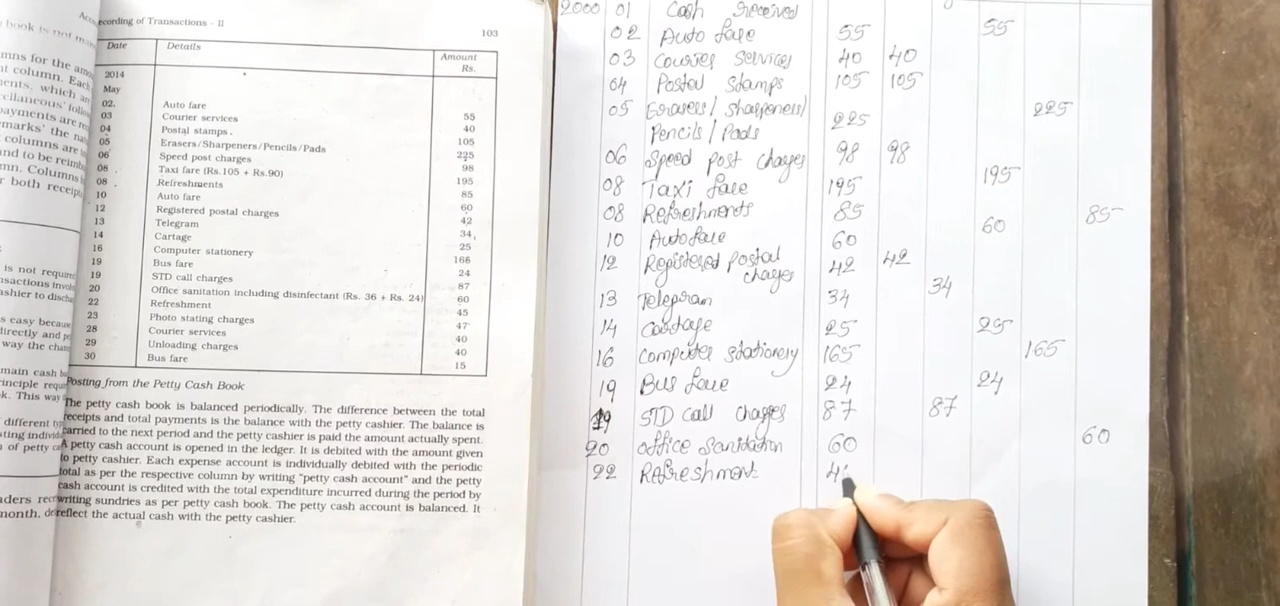 ecording of Transactions - II
103
Date Details Amount Rs.
2014
May
02. Auto fare 55
03 Courier services 40
04 Postal stamps. 105
05 Erasers/Sharpeners/Pencils/Pads 225
06 Speed post charges 98
08 Taxi fare (Rs.105 + Rs.90) 195
08 Refreshments 85
10 Auto fare 60
12 Registered postal charges 42
13 Telegram 34
14 Cartage 25
16 Computer stationery 166
19 Bus fare 24
19 STD call charges 87
20 Office sanitation including disinfectant (Rs. 36 + Rs. 24) 60
22 Refreshment 45
23 Photo stating charges 47
28 Courier services 40
29 Unloading charges 40
30 Bus fare 15
Posting from the Petty Cash Book
The petty cash book is balanced periodically. The difference between the total
receipts and total payments is the balance with the petty cashier. The balance is
carried to the next period and the petty cashier is paid the amount actually spent.
A petty cash account is opened in the ledger. It is debited with the amount given
to petty cashier. Each expense account is individually debited with the periodic
total as per the respective column by writing "petty cash account" and the petty
cash account is credited with the total expenditure incurred during the period by
writing sundries as per petty cash book. The petty cash account is balanced. It
reflect the actual cash with the petty cashier.
2000 01 Cash received
02 Auto fare 55 55
03 Courier services 40 40
04 Postal stamps 105 105
05 Erasers/ sharpeners/ 225
Pencils/Pads 225
06 Speed post charges 98 98
08 Taxi fare 195 195
08 Refreshments 85 85
10 Auto fare 60 60
12 Registered postal 42 42
charges
13 Telegram 34 34
14 Cartage 25 25
16 computer stationery 165 165
19 Bus fare 24 24
19 STD call charges 87 87
20 office sanitation 60 60
22 Refreshment 4